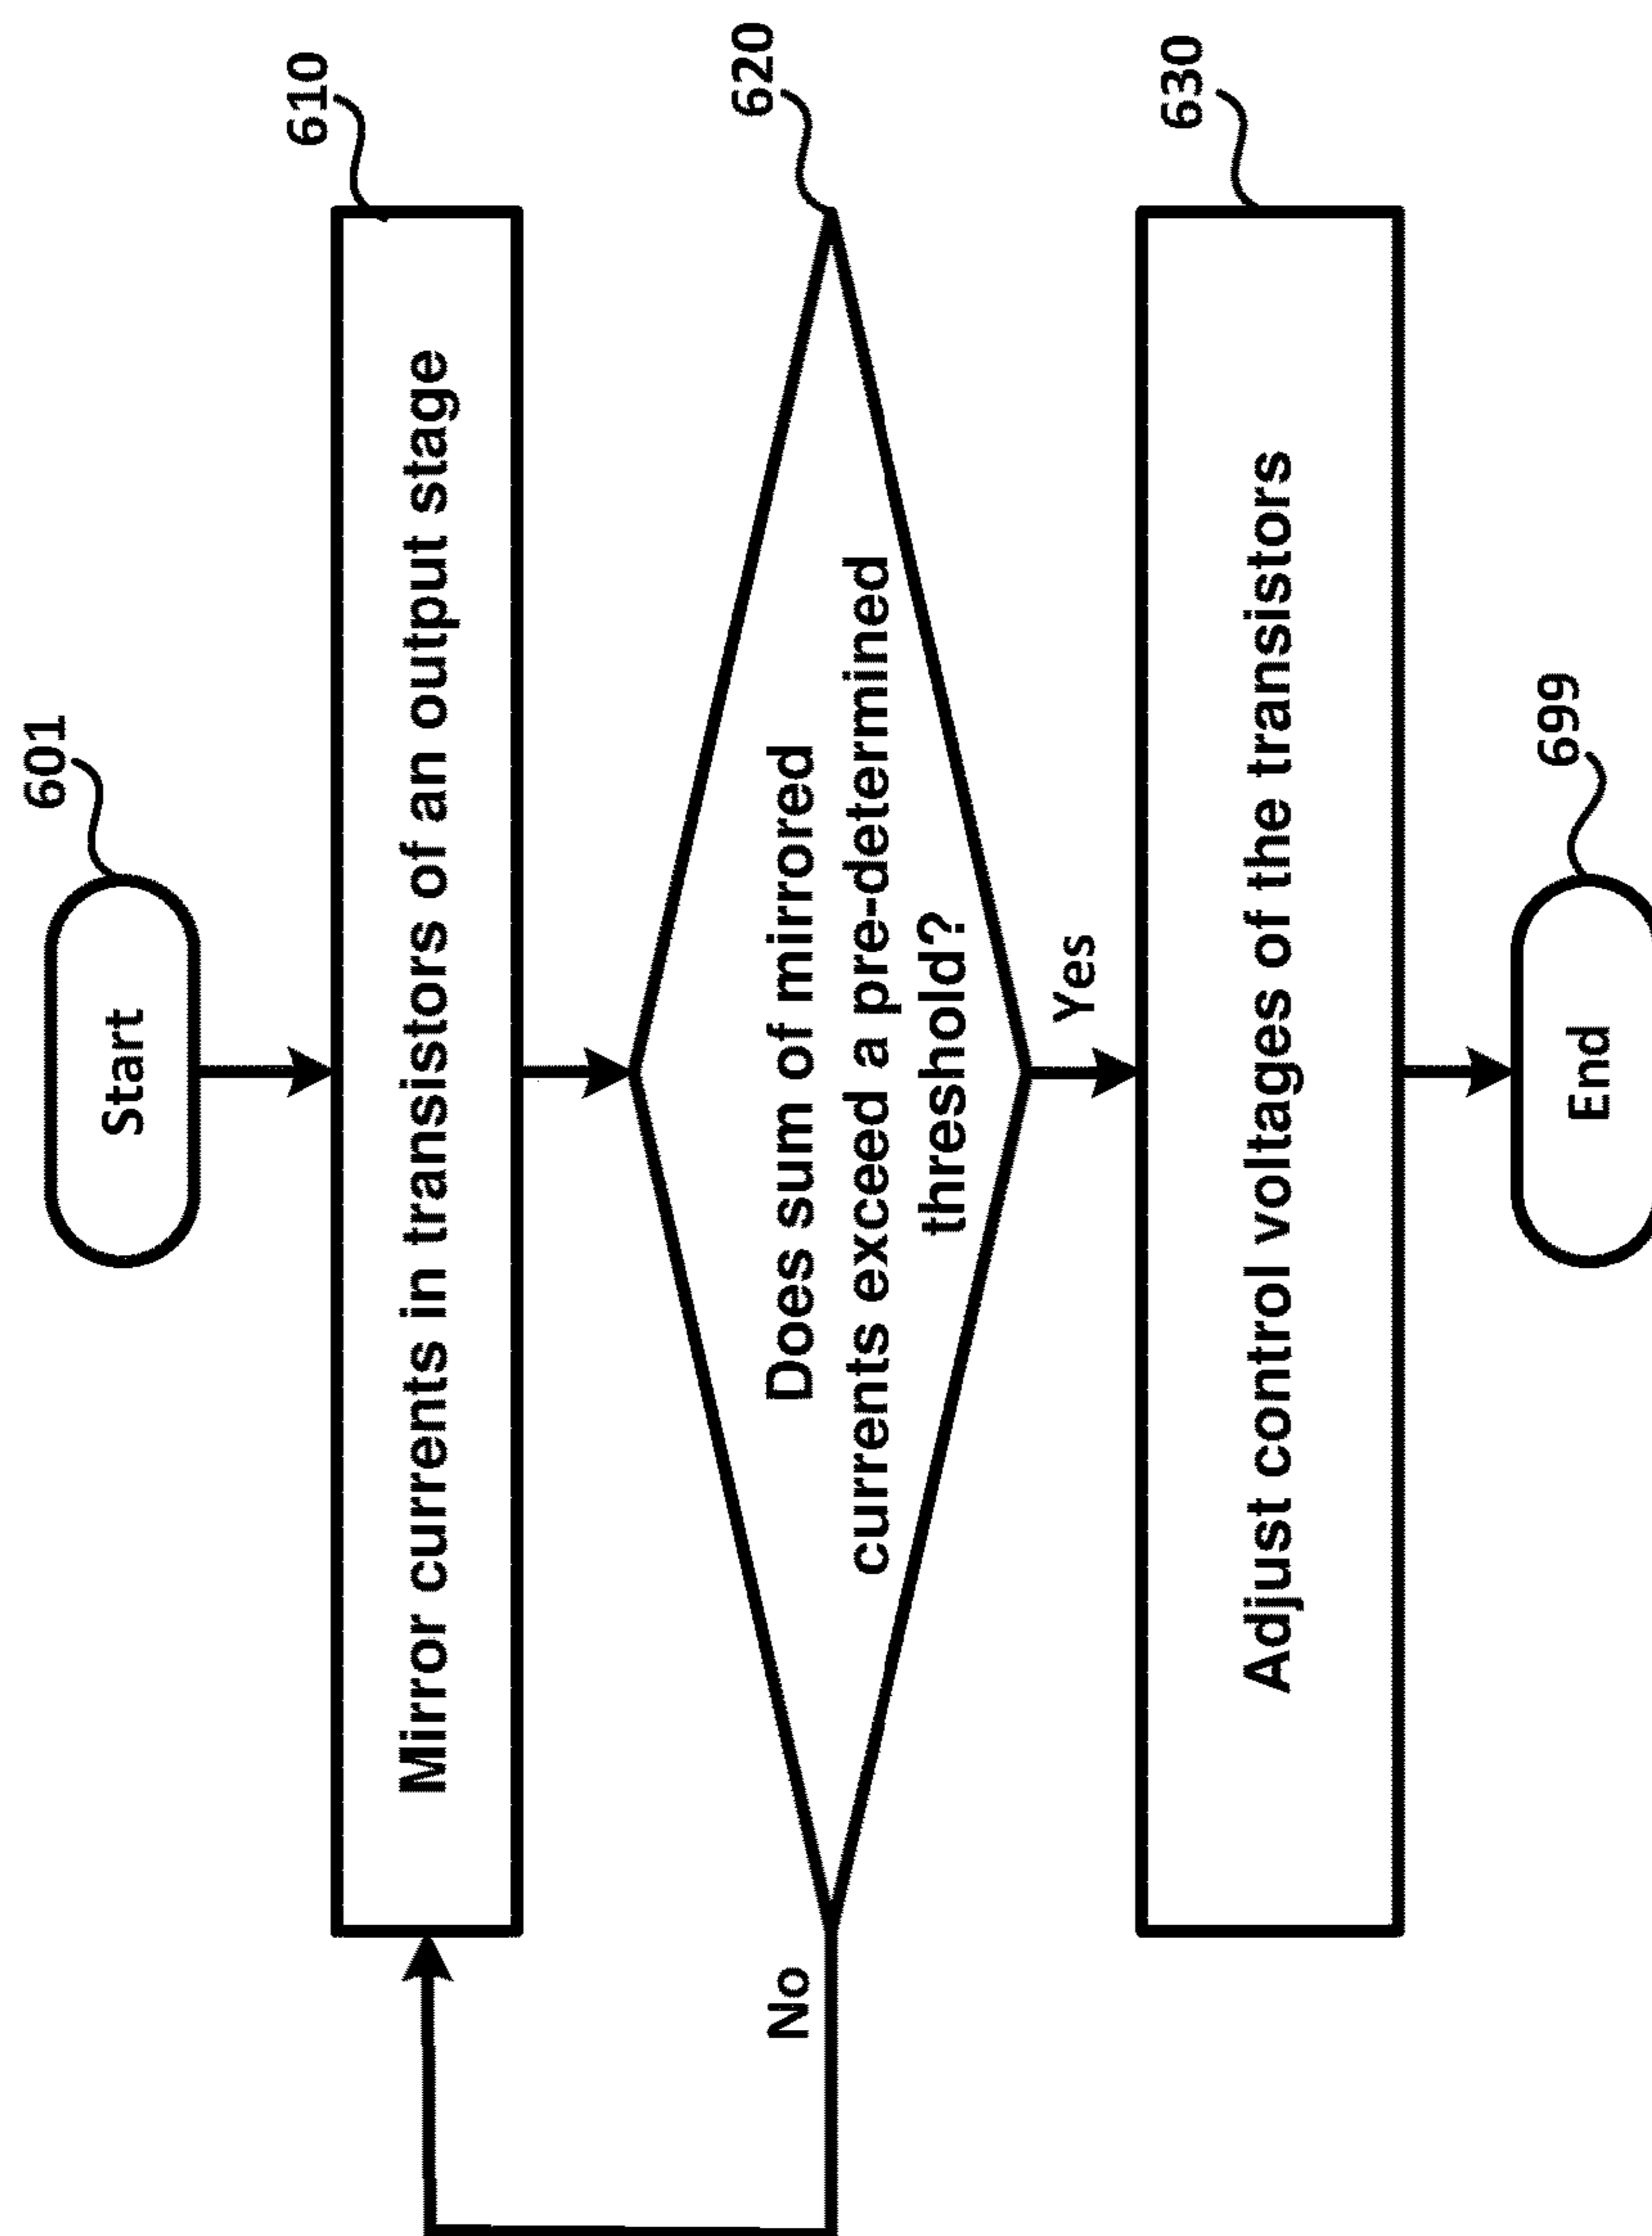 601
Start
610
Mirror currents in transistors of an output stage
620
Does sum of mirrored
currents exceed a pre-determined
threshold?
No
Yes
630
Adjust control voltages of the transistors
699
End